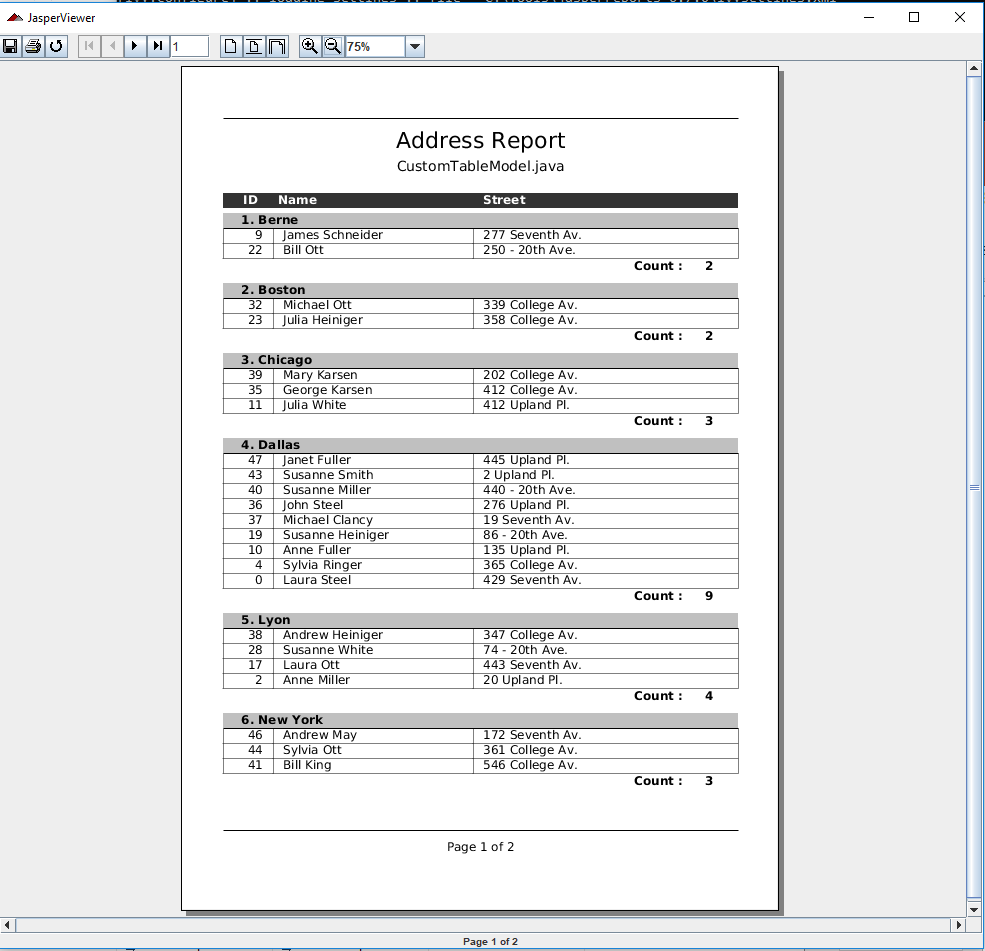 JasperViewer
1
75%
Address Report
CustomTableModel.java
ID Name Street
1. Berne
9 James Schneider 277 Seventh Av.
22 Bill Ott 250 - 20th Ave.
Count : 2
2. Boston
32 Michael Ott 339 College Av.
23 Julia Heiniger 358 College Av.
Count : 2
3. Chicago
39 Mary Karsen 202 College Av.
35 George Karsen 412 College Av.
11 Julia White 412 Upland Pl.
Count : 3
4. Dallas
47 Janet Fuller 445 Upland Pl.
43 Susanne Smith 2 Upland Pl.
40 Susanne Miller 440 - 20th Ave.
36 John Steel 276 Upland Pl.
37 Michael Clancy 19 Seventh Av.
19 Susanne Heiniger 86 - 20th Ave.
10 Anne Fuller 135 Upland Pl.
4 Sylvia Ringer 365 College Av.
0 Laura Steel 429 Seventh Av.
Count : 9
5. Lyon
38 Andrew Heiniger 347 College Av.
28 Susanne White 74 - 20th Ave.
17 Laura Ott 443 Seventh Av.
2 Anne Miller 20 Upland Pl.
Count : 4
6. New York
46 Andrew May 172 Seventh Av.
44 Sylvia Ott 361 College Av.
41 Bill King 546 College Av.
Count : 3
Page 1 of 2
Page 1 of 2